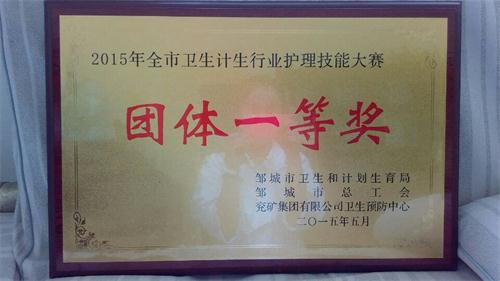 2015年全市卫生计生行业护理技能大赛
团体一等奖
邹城市卫生和计划生育局
邹城市总工会
兖矿集团有限公司卫生预防中心
二〇一五年五月